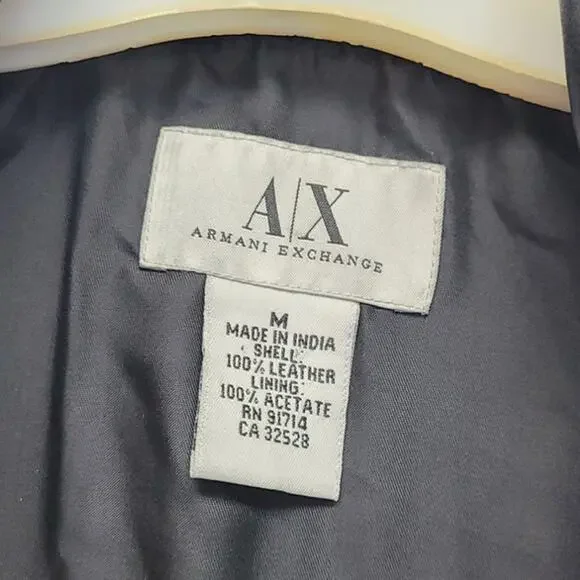 A|X
ARMANI EXCHANGE
M
MADE IN INDIA
SHELL:
100% LEATHER
LINING:
100% ACETATE
RN 91714
CA 32528